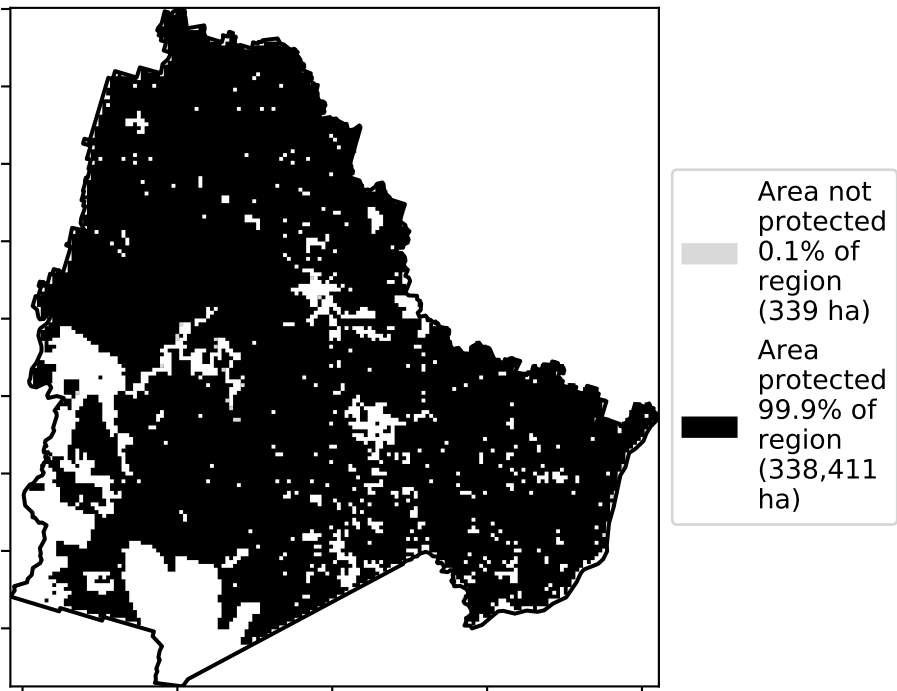 Area not
protected
0.1% of
region
(339 ha)
Area
protected
99.9% of
region
(338,411
ha)